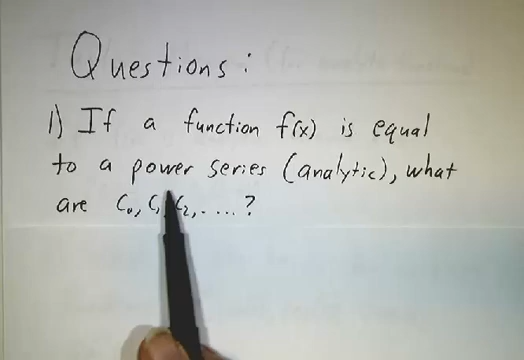 Questions:
1) If a function f(x) is equal
to a power series (analytic), what
are C₀, C₁, C₂, .....?